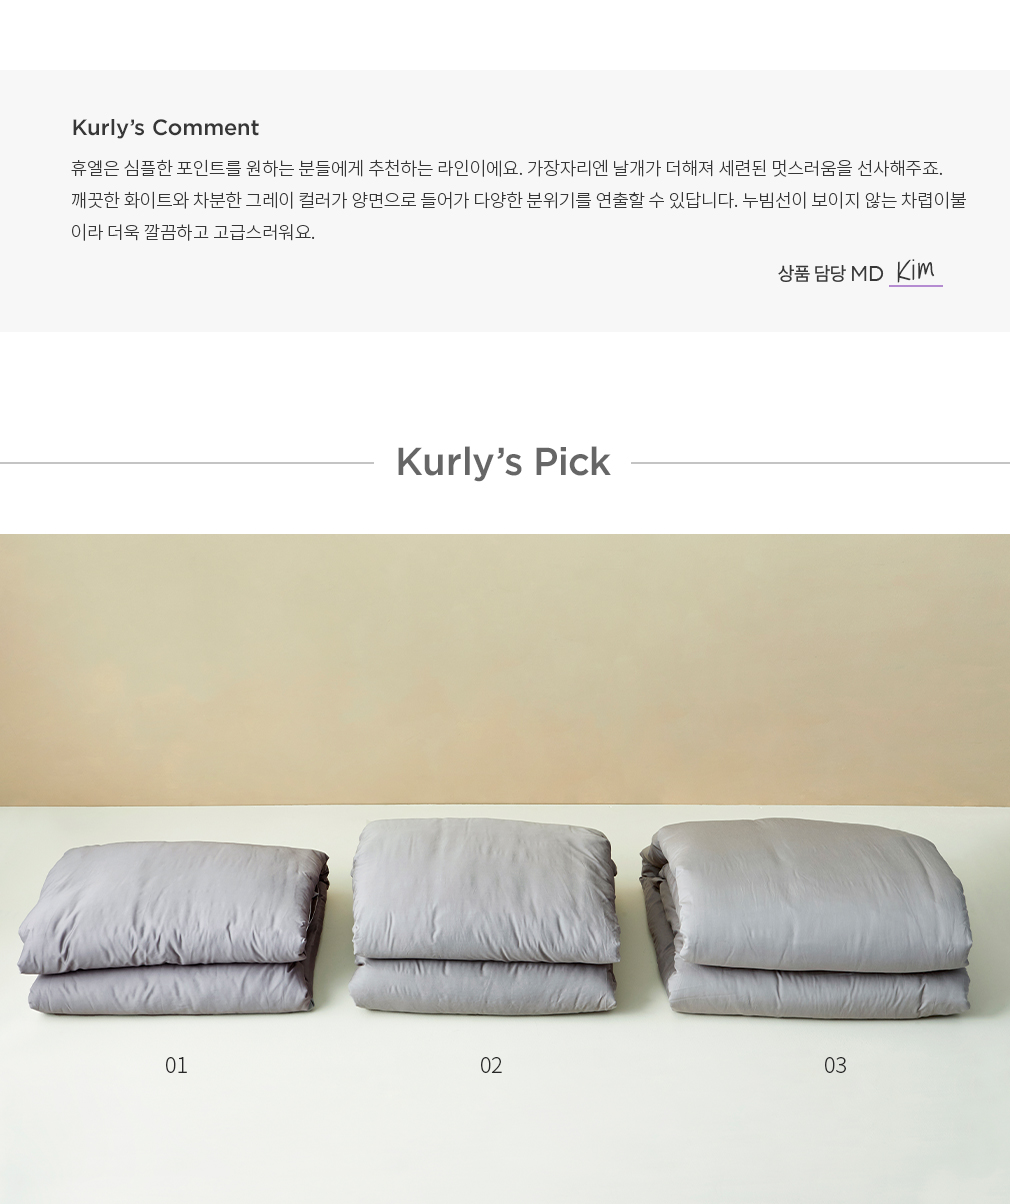 Kurly’s Comment
휴엘은 심플한 포인트를 원하는 분들에게 추천하는 라인이에요. 가장자리엔 날개가 더해져 세련된 멋스러움을 선사해주죠.
깨끗한 화이트와 차분한 그레이 컬러가 양면으로 들어가 다양한 분위기를 연출할 수 있답니다. 누빔선이 보이지 않는 차렵이불
이라 더욱 깔끔하고 고급스러워요.
상품 담당 MD Kim
Kurly’s Pick
01 02 03